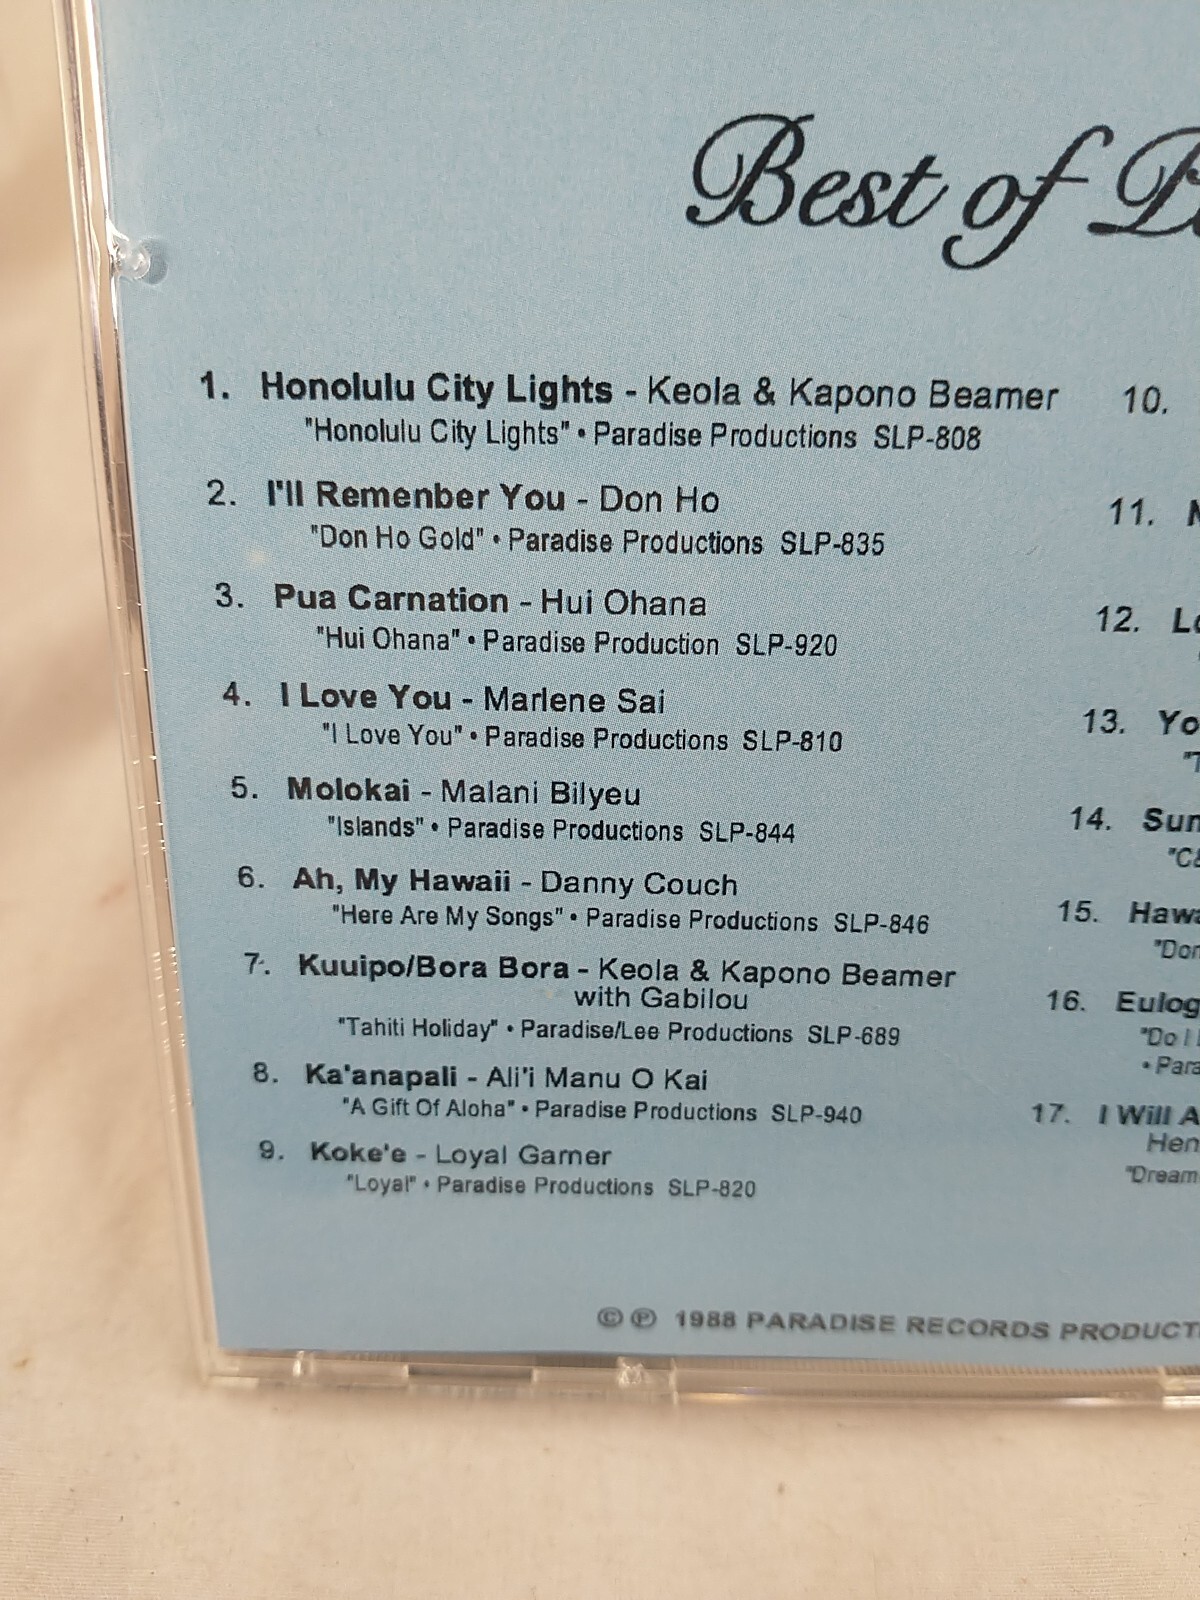 Best of
1. Honolulu City Lights - Keola & Kapono Beamer
"Honolulu City Lights" • Paradise Productions SLP-808
2. I'll Remenber You - Don Ho
"Don Ho Gold" • Paradise Productions SLP-835
3. Pua Carnation - Hui Ohana
"Hui Ohana" • Paradise Production SLP-920
4. I Love You - Marlene Sai
"I Love You" • Paradise Productions SLP-810
5. Molokai - Malani Bilyeu
"Islands" • Paradise Productions SLP-844
6. Ah, My Hawaii - Danny Couch
"Here Are My Songs" • Paradise Productions SLP-846
7. Kuuipo/Bora Bora - Keola & Kapono Beamer
with Gabilou
"Tahiti Holiday" • Paradise/Lee Productions SLP-689
8. Ka'anapali - Ali'i Manu O Kai
"A Gift Of Aloha" • Paradise Productions SLP-940
9. Koke'e - Loyal Garner
"Loyal" • Paradise Productions SLP-820
10.
11.
12.
13.
14.
15.
16.
17. I Will
© ℗ 1988 PARADISE RECORDS